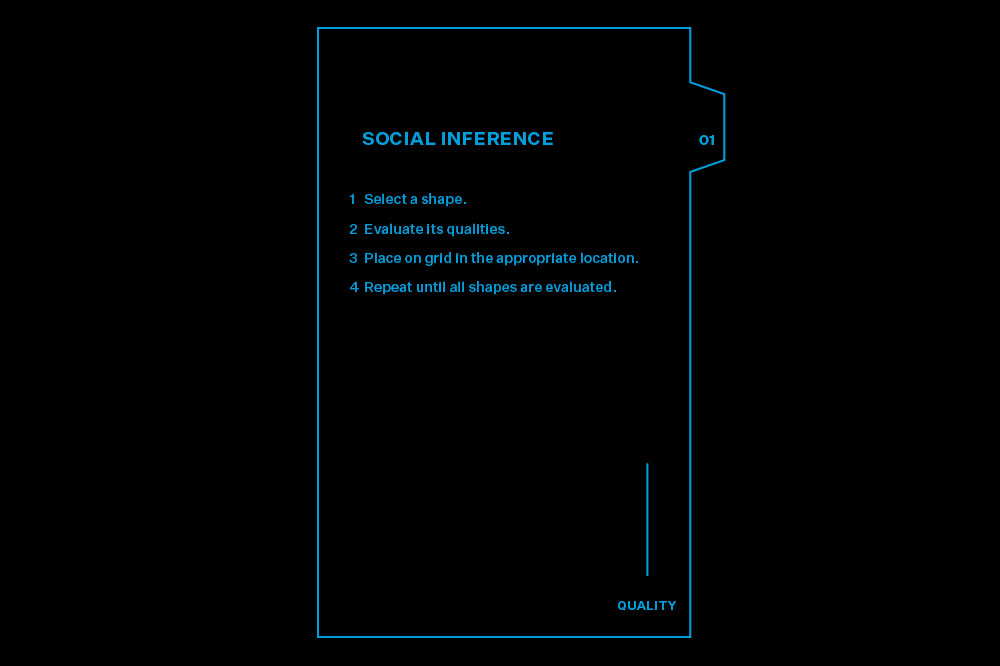 SOCIAL INFERENCE
01
1 Select a shape.
2 Evaluate its qualities.
3 Place on grid in the appropriate location.
4 Repeat until all shapes are evaluated.
QUALITY